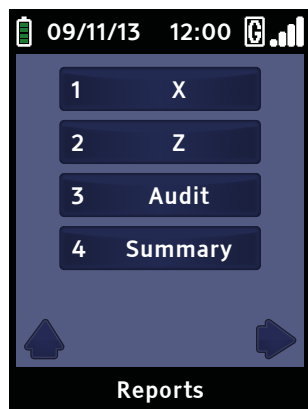 09/11/13 12:00 G
1 X
2 Z
3 Audit
4 Summary
Reports